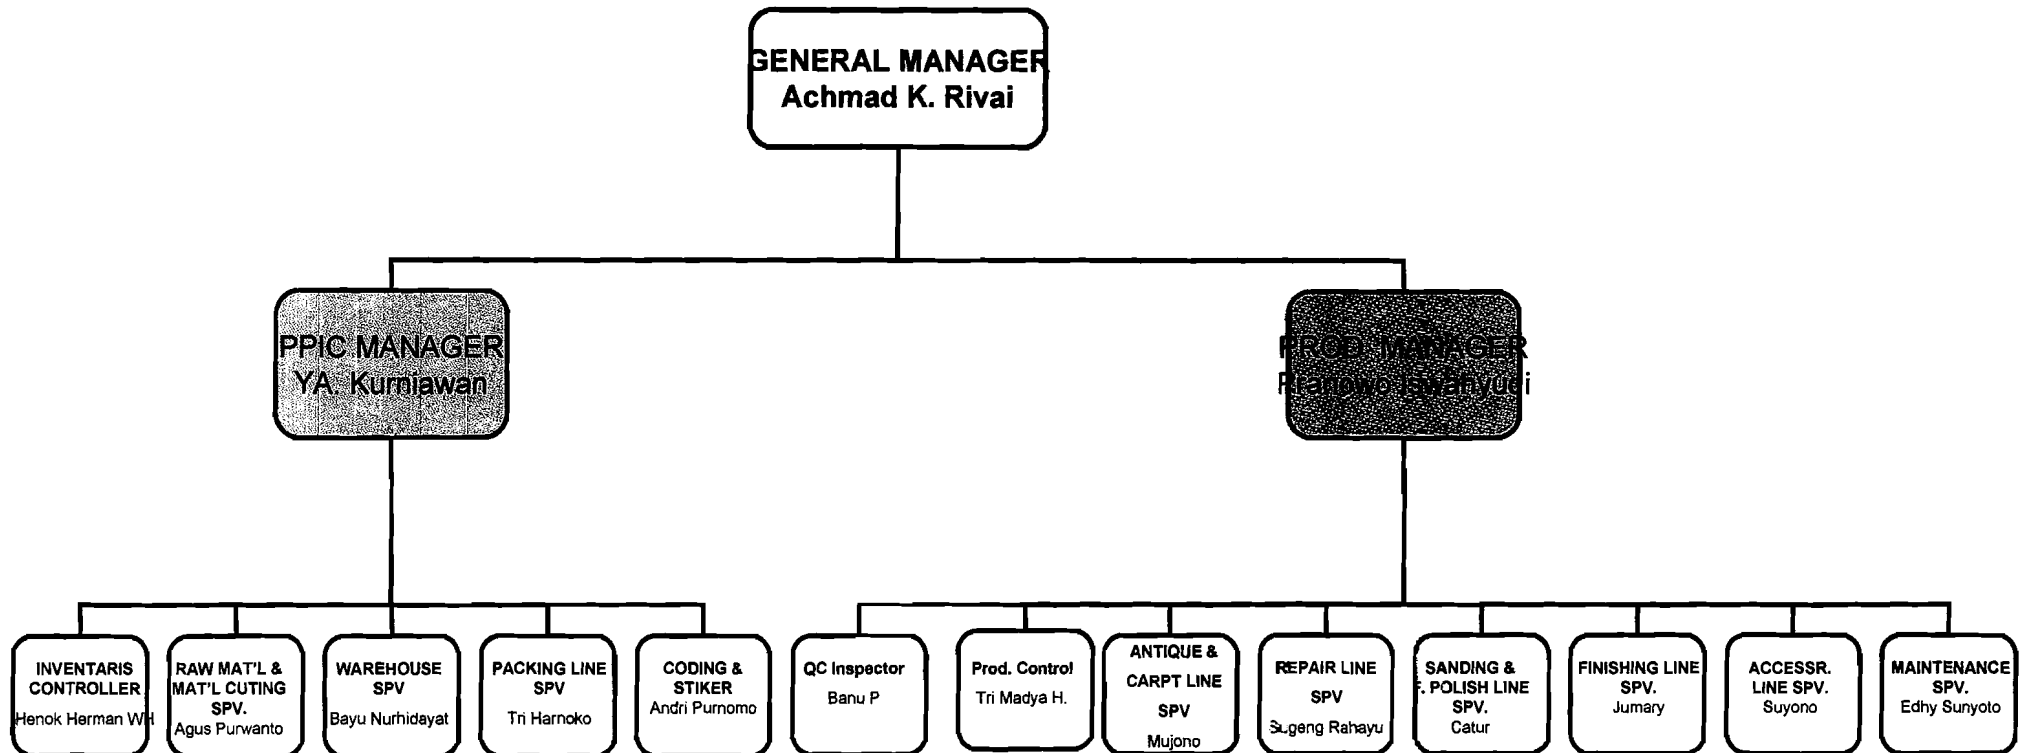 GENERAL MANAGER
Achmad K. Rivai
PPIC MANAGER
YA. Kurniawan
PROD. MANAGER
Pranowo
INVENTARIS
CONTROLLER
Henok Herman WH
RAW MAT'L &
MAT'L CUTING
SPV.
Agus Purwanto
WAREHOUSE
SPV
Bayu Nurhidayat
PACKING LINE
SPV
Tri Harnoko
CODING &
STIKER
Andri Purnomo
QC Inspector
Banu P
Prod. Control
Tri Madya H.
ANTIQUE &
CARPT LINE
SPV
Mujono
REPAIR LINE
SPV
Sugeng Rahayu
SANDING &
F. POLISH LINE
SPV.
Catur
FINISHING LINE
SPV.
Jumary
ACCESSR.
LINE SPV.
Suyono
MAINTENANCE
SPV.
Edhy Sunyoto